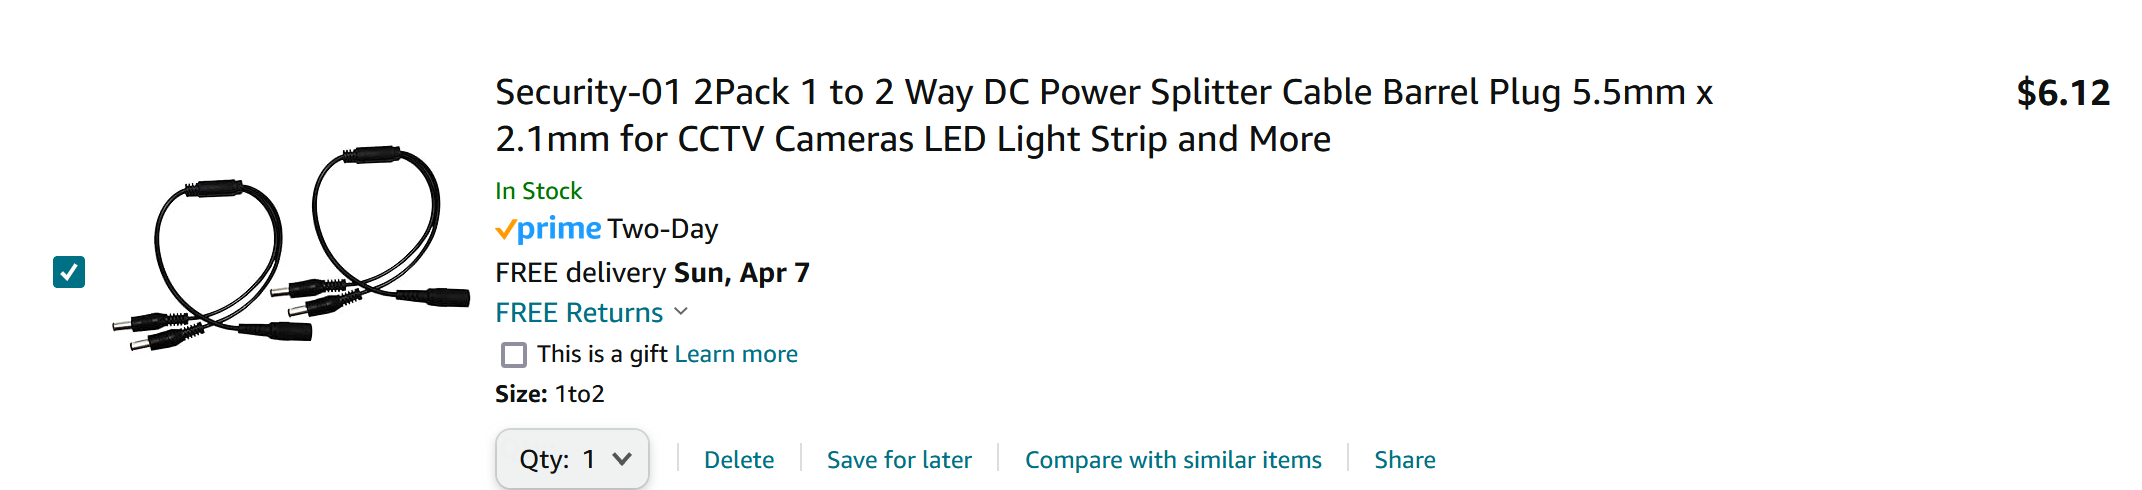 Security-01 2Pack 1 to 2 Way DC Power Splitter Cable Barrel Plug 5.5mm x
$6.12
2.1mm for CCTV Cameras LED Light Strip and More
In Stock
prime Two-Day
FREE delivery Sun, Apr 7
FREE Returns
This is a gift Learn more
Size: 1to2
Qty: 1 Delete Save for later Compare with similar items Share